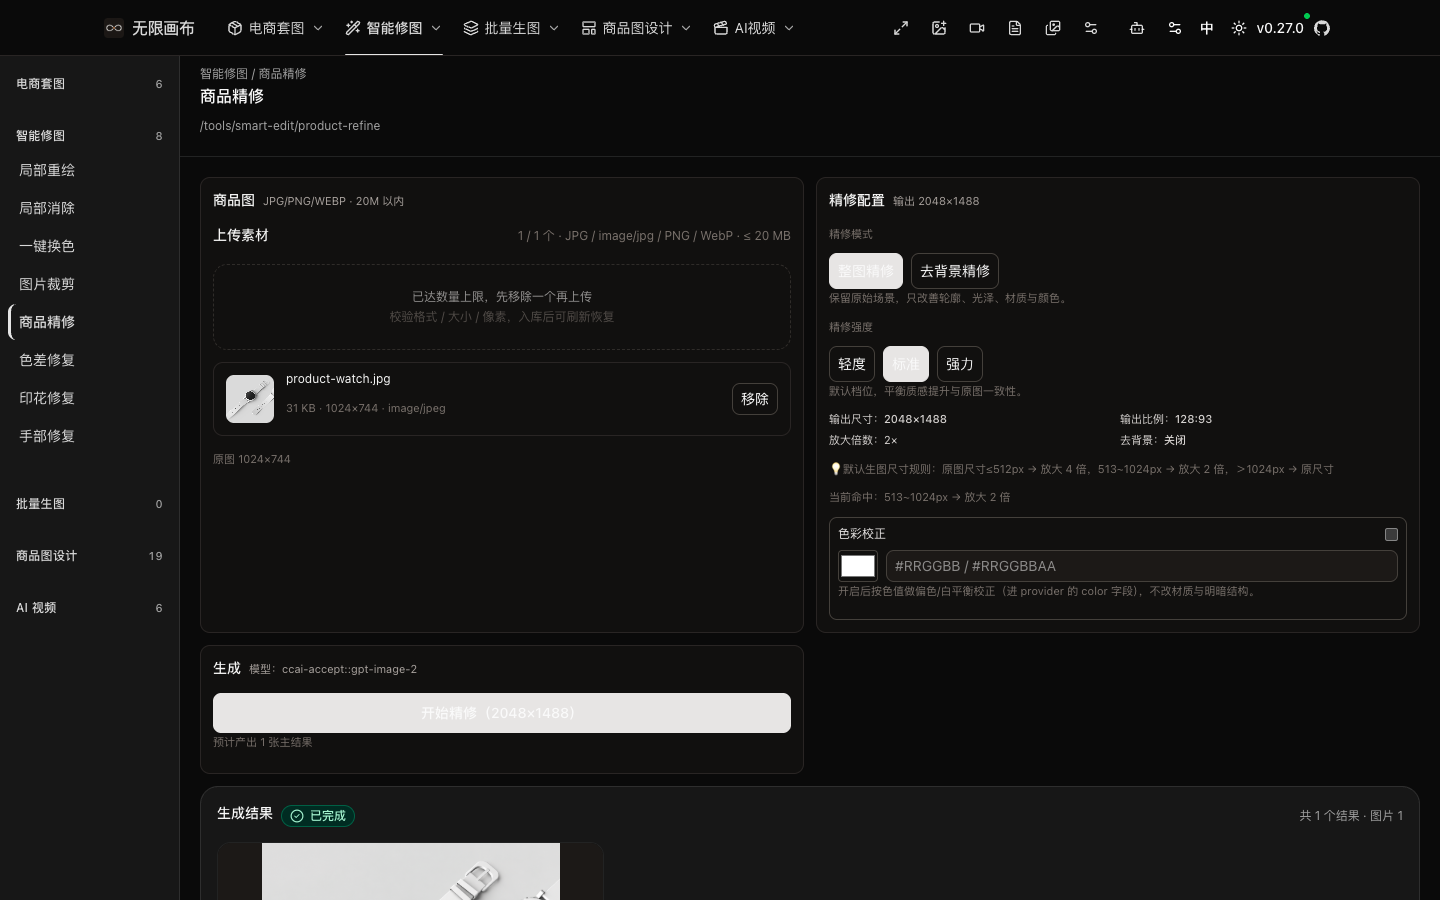 无限画布
电商套图
智能修图
批量生图
商品图设计
AI视频
中
v0.27.0
电商套图 6
智能修图 8
局部重绘
局部消除
一键换色
图片裁剪
商品精修
色差修复
印花修复
手部修复
批量生图 0
商品图设计 19
AI 视频 6
智能修图 / 商品精修
商品精修
/tools/smart-edit/product-refine
商品图 JPG/PNG/WEBP · 20M 以内
上传素材 1 / 1 个 · JPG / image/jpg / PNG / WebP · ≤ 20 MB
已达数量上限，先移除一个再上传
校验格式 / 大小 / 像素，入库后可刷新恢复
product-watch.jpg
31 KB · 1024×744 · image/jpeg
移除
原图 1024×744
精修配置 输出 2048×1488
精修模式
整图精修 去背景精修
保留原始场景，只改善轮廓、光泽、材质与颜色。
精修强度
轻度 标准 强力
默认档位，平衡质感提升与原图一致性。
输出尺寸：2048×1488 输出比例：128:93
放大倍数：2× 去背景：关闭
💡默认生图尺寸规则：原图尺寸≤512px → 放大 4 倍，513~1024px → 放大 2 倍，＞1024px → 原尺寸
当前命中：513~1024px → 放大 2 倍
色彩校正
#RRGGBB / #RRGGBBAA
开启后按色值做偏色/白平衡校正（进 provider 的 color 字段），不改材质与明暗结构。
生成 模型：ccai-accept::gpt-image-2
开始精修（2048×1488）
预计产出 1 张主结果
生成结果 已完成 共 1 个结果 · 图片 1